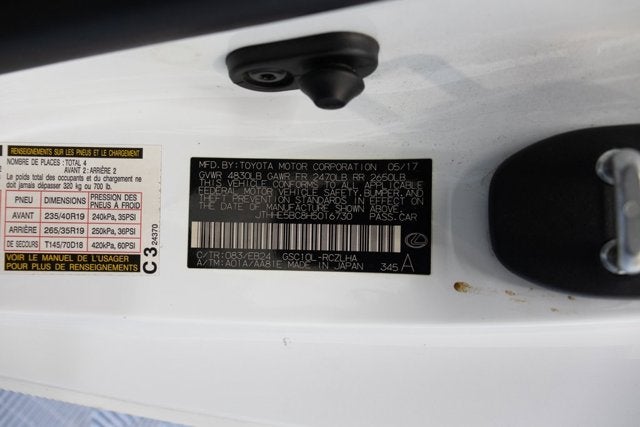 RENSEIGNEMENTS SUR LES PNEUS ET LE CHARGEMENT
NOMBRE DE PLACES: TOTAL 4
AVANT 2: ARRIÈRE 2
Le poids total des occupants et du chargement ne
doit jamais dépasser 320 kg ou 700 lb.
PNEU DIMENSIONS PRESSION DES PNEUS À FROID
AVANT 235/40R19 240kPa, 35PSI
ARRIÈRE 265/35R19 250kPa, 36PSI
DE SECOURS T145/70D18 420kPa, 60PSI
VOIR LE MANUEL DE L'USAGER
POUR PLUS DE RENSEIGNEMENTS
C3 24370
MFD. BY: TOYOTA MOTOR CORPORATION 05/17
GVWR 4830LB GAWR FR 2470LB RR 2650LB
THIS VEHICLE CONFORMS TO ALL APPLICABLE
FEDERAL MOTOR VEHICLE SAFETY, BUMPER, AND
THEFT PREVENTION STANDARDS IN EFFECT ON
THE DATE OF MANUFACTURE SHOWN ABOVE.
JTHHE5BC8H5016730 PASS.CAR
C/TR: 083/EB24 GSC10L-RCZLHA
A/TM: A01A/AA81E MADE IN JAPAN 345 A